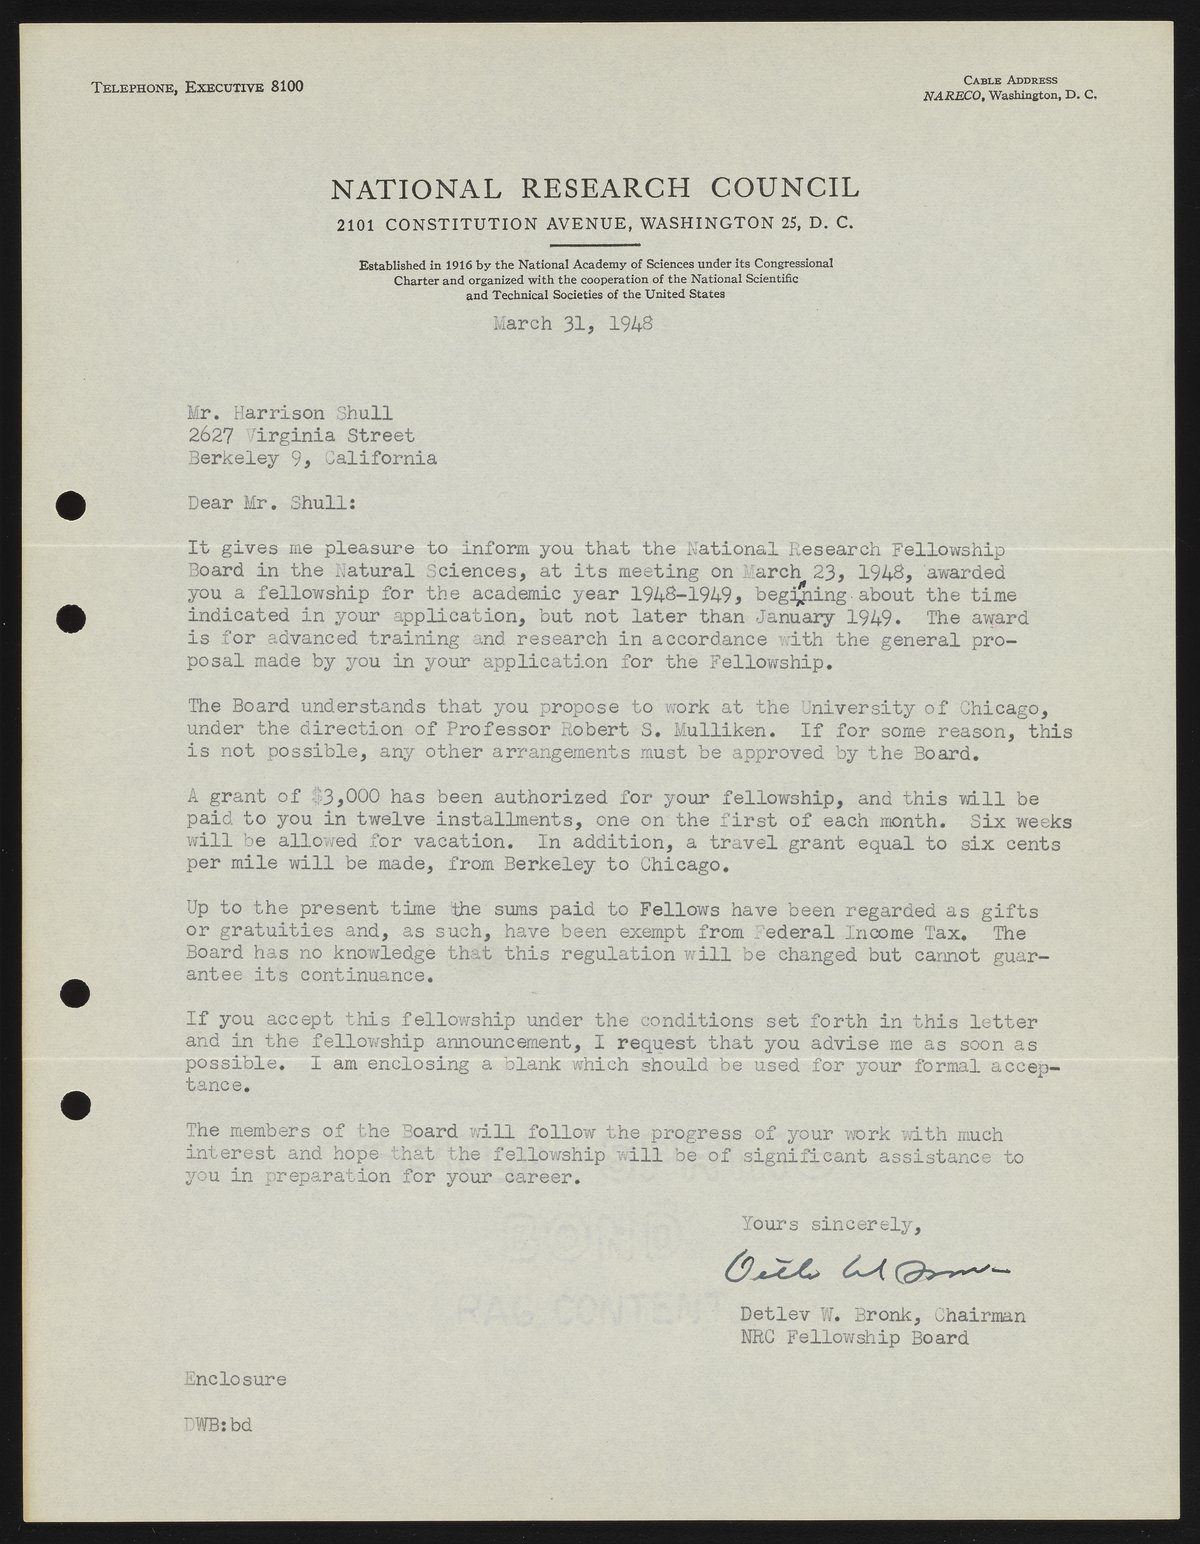 TELEPHONE, EXECUTIVE 8100
CABLE ADDRESS
NARECO, Washington, D. C.
NATIONAL RESEARCH COUNCIL
2101 CONSTITUTION AVENUE, WASHINGTON 25, D. C.
Established in 1916 by the National Academy of Sciences under its Congressional
Charter and organized with the cooperation of the National Scientific
and Technical Societies of the United States
March 31, 1948
Mr. Harrison Shull
2627 Virginia Street
Berkeley 9, California
Dear Mr. Shull:
It gives me pleasure to inform you that the National Research Fellowship
Board in the Natural Sciences, at its meeting on March 23, 1948, awarded
you a fellowship for the academic year 1948-1949, beginning about the time
indicated in your application, but not later than January 1949. The award
is for advanced training and research in accordance with the general pro-
posal made by you in your application for the Fellowship.
The Board understands that you propose to work at the University of Chicago,
under the direction of Professor Robert S. Mulliken. If for some reason, this
is not possible, any other arrangements must be approved by the Board.
A grant of $3,000 has been authorized for your fellowship, and this will be
paid to you in twelve installments, one on the first of each month. Six weeks
will be allowed for vacation. In addition, a travel grant equal to six cents
per mile will be made, from Berkeley to Chicago.
Up to the present time the sums paid to Fellows have been regarded as gifts
or gratuities and, as such, have been exempt from Federal Income Tax. The
Board has no knowledge that this regulation will be changed but cannot guar-
antee its continuance.
If you accept this fellowship under the conditions set forth in this letter
and in the fellowship announcement, I request that you advise me as soon as
possible. I am enclosing a blank which should be used for your formal accep-
tance.
The members of the Board will follow the progress of your work with much
interest and hope that the fellowship will be of significant assistance to
you in preparation for your career.
BOND
RAG CONTENT
Yours sincerely,
Detlev W. Bronk
Detlev W. Bronk, Chairman
NRC Fellowship Board
Enclosure
DWB:bd